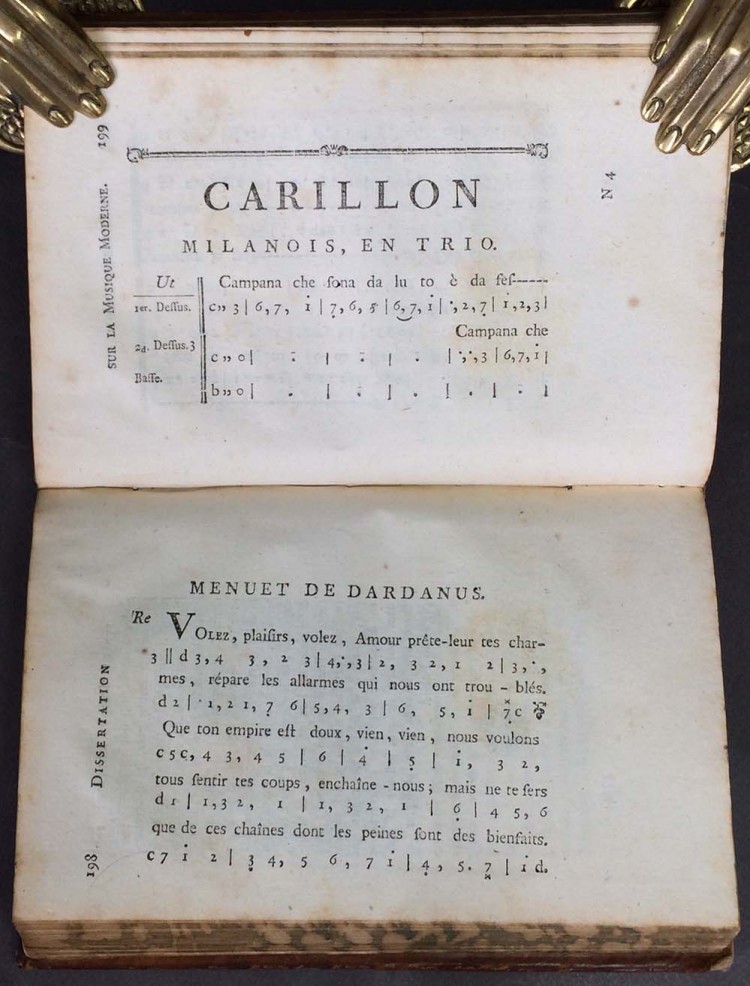 SUR LA MUSIQUE MODERNE. 199
N 4
CARILLON
MILANOIS, EN TRIO.
Ut Campana che ſona da lu to è da feſ-----
1er. Deſſus. c,, 3 | 6, 7, i | 7, 6, 5 | 6, 7, i | ·, 2, 7 | i, 2, 3 |
Campana che
2d. Deſſus. 3 c ,, 0 | · | · | · | ·,·, 3 | 6, 7, i |
Baſſe. b ,, 0 | · | · | · | · | · |
198 DISSERTATION
MENUET DE DARDANUS.
Re VOLEZ, plaiſirs, volez, Amour prête-leur tes char-
3 || d 3, 4 3, 2 3 | 4,·, 3 | 2, 3 2, 1 2 | 3, ·,
mes, répare les allarmes qui nous ont trou - blés.
d 2 | · 1, 2 1, 7 6 | 5, 4, 3 | 6, 5, i | 7 c
Que ton empire eſt doux, vien, vien, nous voulons
c 5 c, 4 3, 4 5 | 6 | 4 | 5 | i, 3 2,
tous ſentir tes coups, enchaîne - nous; mais ne te ſers
d 1 | 1, 3 2, 1 | 1, 3 2, 1 | 6 | 4 5, 6
que de ces chaînes dont les peines ſont des bienfaits.
c 7 i 2 | 3 4, 5 6, 7 i | 4, 5. 7 | i d.